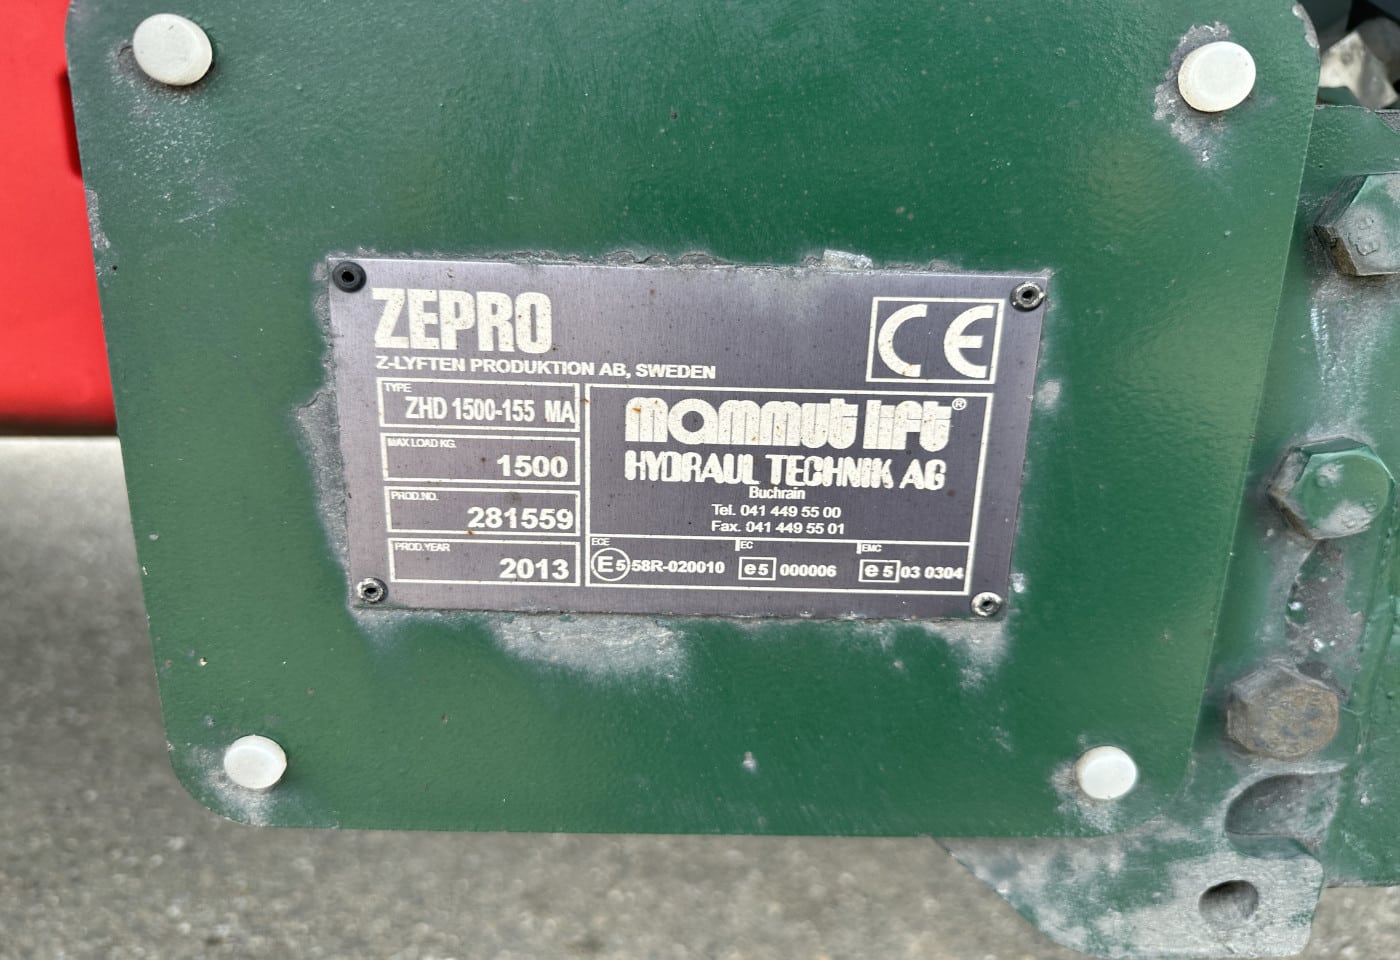 ZEPRO
Z-LYFTEN PRODUKTION AB, SWEDEN
CE
TYPE
ZHD 1500-155 MA
MAX LOAD KG.
1500
PROD.NO.
281559
PROD.YEAR
2013
mammut lift®
HYDRAULTECHNIK AG
Buchrain
Tel. 041 449 55 00
Fax. 041 449 55 01
ECE
E5 58R-020010
EC
e5 000006
EMC
e5 03 0304